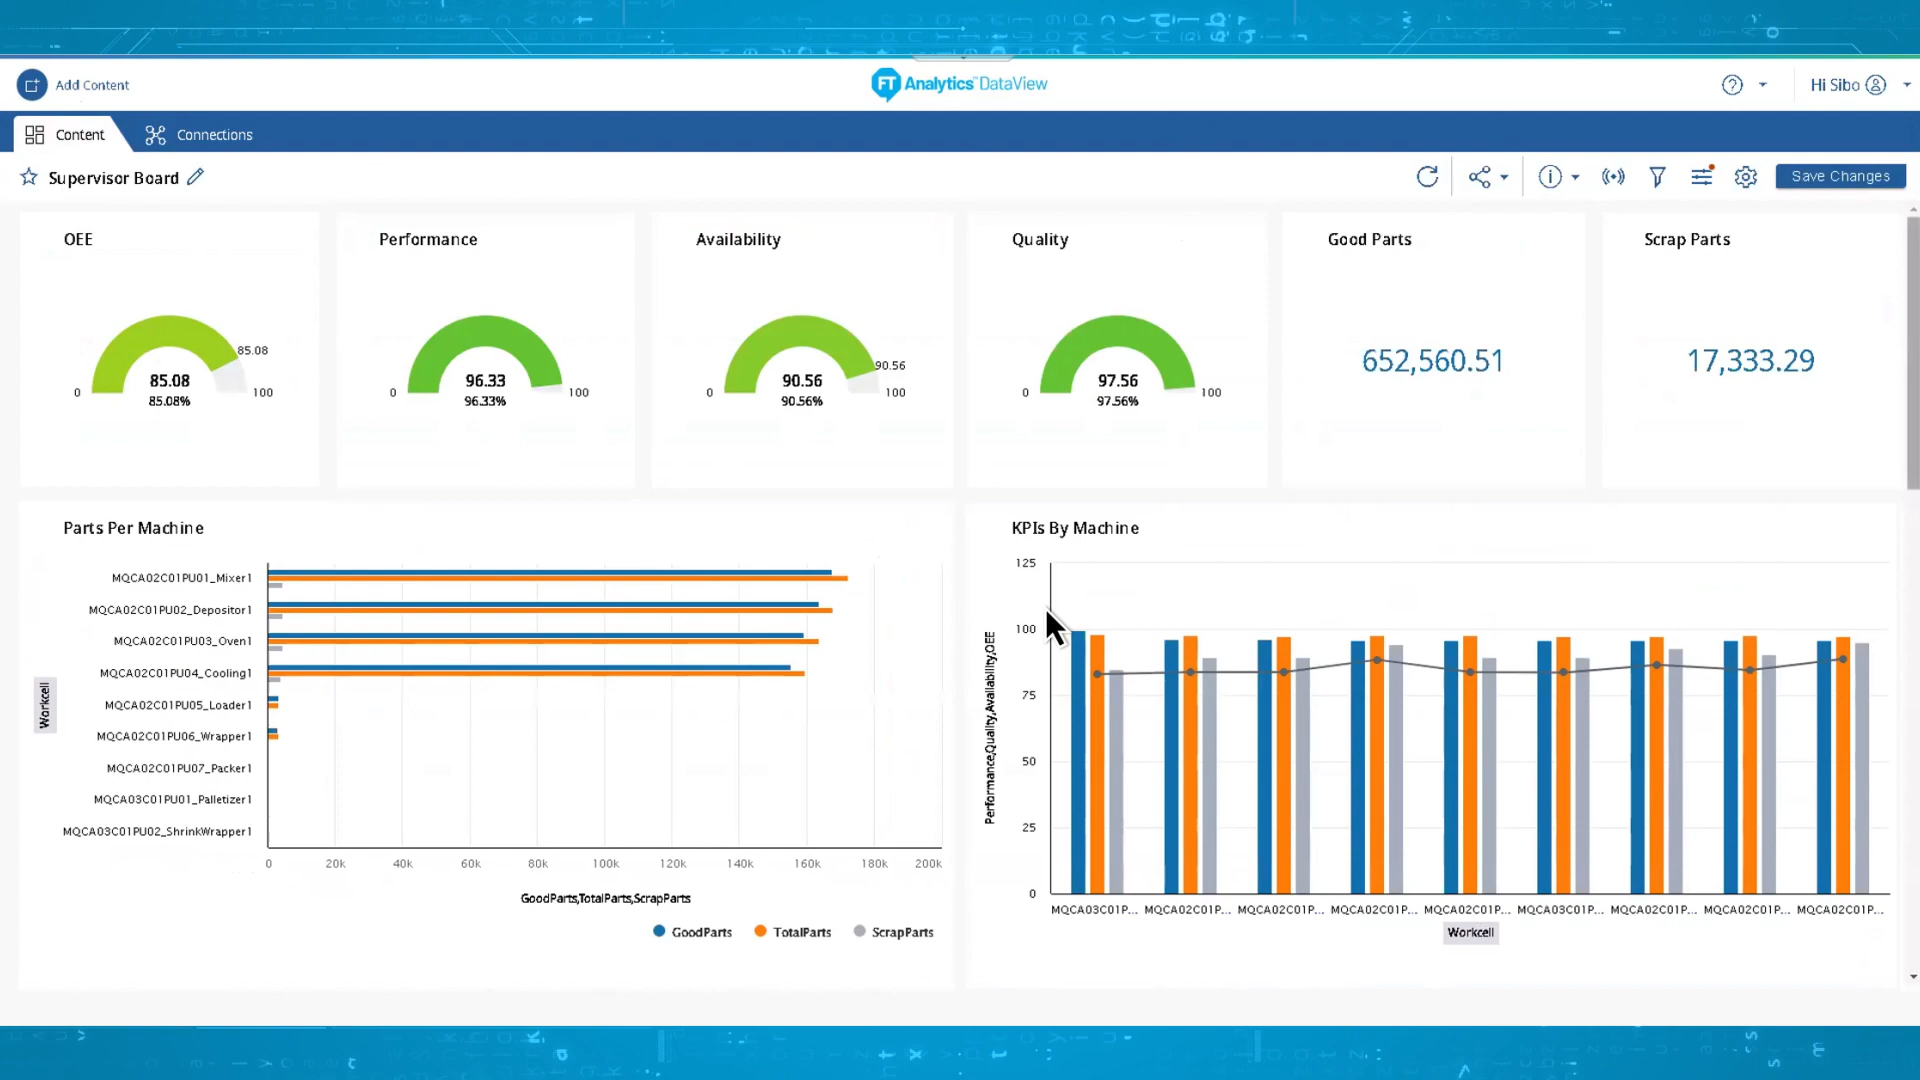 Add Content
FT Analytics™ DataView
Hi Sibo
Content
Connections
Supervisor Board
Save Changes
OEE
Performance
Availability
Quality
Good Parts
Scrap Parts
85.08
0
85.08
85.08%
100
0
96.33
96.33%
100
90.56
0
90.56
90.56%
100
0
97.56
97.56%
100
652,560.51
17,333.29
Parts Per Machine
Workcell
MQCA02C01PU01_Mixer1
MQCA02C01PU02_Depositor1
MQCA02C01PU03_Oven1
MQCA02C01PU04_Cooling1
MQCA02C01PU05_Loader1
MQCA02C01PU06_Wrapper1
MQCA02C01PU07_Packer1
MQCA03C01PU01_Palletizer1
MQCA03C01PU02_ShrinkWrapper1
0 20k 40k 60k 80k 100k 120k 140k 160k 180k 200k
GoodParts,TotalParts,ScrapParts
GoodParts TotalParts ScrapParts
KPIs By Machine
Performance,Quality,Availability,OEE
125
100
75
50
25
0
MQCA03C01P... MQCA02C01P... MQCA02C01P... MQCA02C01P... MQCA02C01P... MQCA03C01P... MQCA02C01P... MQCA02C01P... MQCA02C01P...
Workcell